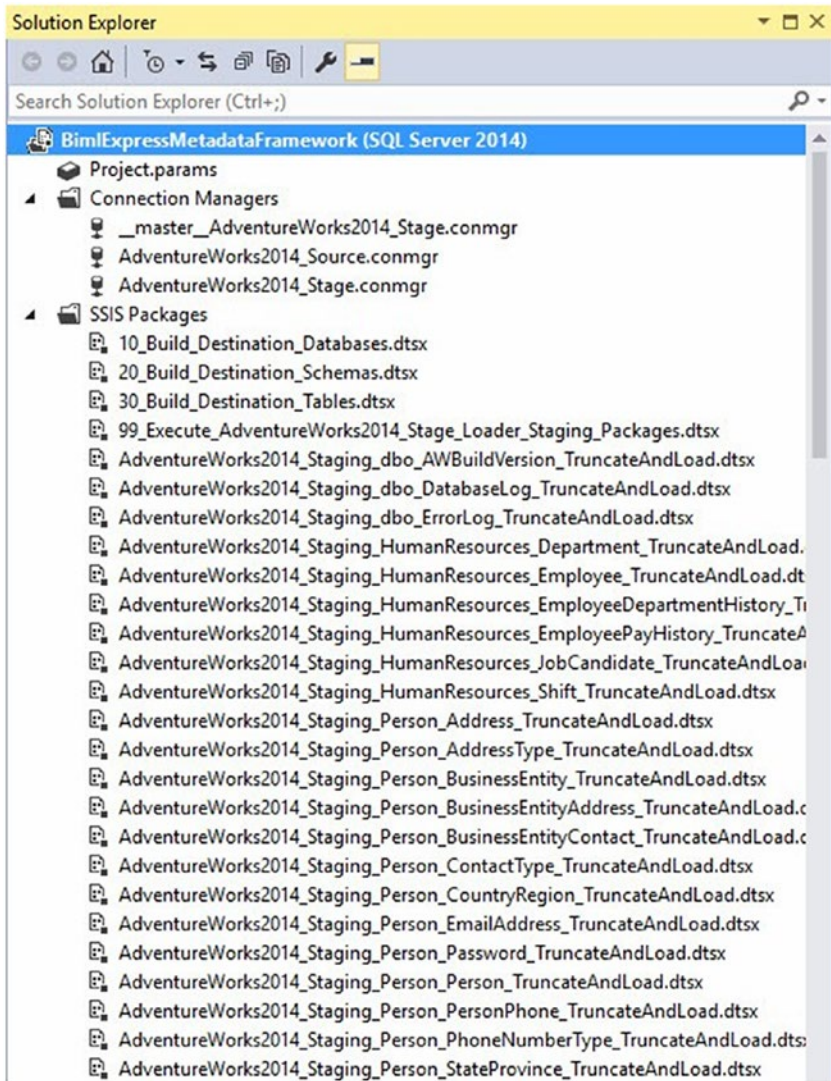 Solution Explorer
Search Solution Explorer (Ctrl+;)
BimlExpressMetadataFramework (SQL Server 2014)
Project.params
Connection Managers
__master__AdventureWorks2014_Stage.conmgr
AdventureWorks2014_Source.conmgr
AdventureWorks2014_Stage.conmgr
SSIS Packages
10_Build_Destination_Databases.dtsx
20_Build_Destination_Schemas.dtsx
30_Build_Destination_Tables.dtsx
99_Execute_AdventureWorks2014_Stage_Loader_Staging_Packages.dtsx
AdventureWorks2014_Staging_dbo_AWBuildVersion_TruncateAndLoad.dtsx
AdventureWorks2014_Staging_dbo_DatabaseLog_TruncateAndLoad.dtsx
AdventureWorks2014_Staging_dbo_ErrorLog_TruncateAndLoad.dtsx
AdventureWorks2014_Staging_HumanResources_Department_TruncateAndLoad.
AdventureWorks2014_Staging_HumanResources_Employee_TruncateAndLoad.dt
AdventureWorks2014_Staging_HumanResources_EmployeeDepartmentHistory_Tr
AdventureWorks2014_Staging_HumanResources_EmployeePayHistory_TruncateA
AdventureWorks2014_Staging_HumanResources_JobCandidate_TruncateAndLoa
AdventureWorks2014_Staging_HumanResources_Shift_TruncateAndLoad.dtsx
AdventureWorks2014_Staging_Person_Address_TruncateAndLoad.dtsx
AdventureWorks2014_Staging_Person_AddressType_TruncateAndLoad.dtsx
AdventureWorks2014_Staging_Person_BusinessEntity_TruncateAndLoad.dtsx
AdventureWorks2014_Staging_Person_BusinessEntityAddress_TruncateAndLoad.d
AdventureWorks2014_Staging_Person_BusinessEntityContact_TruncateAndLoad.d
AdventureWorks2014_Staging_Person_ContactType_TruncateAndLoad.dtsx
AdventureWorks2014_Staging_Person_CountryRegion_TruncateAndLoad.dtsx
AdventureWorks2014_Staging_Person_EmailAddress_TruncateAndLoad.dtsx
AdventureWorks2014_Staging_Person_Password_TruncateAndLoad.dtsx
AdventureWorks2014_Staging_Person_Person_TruncateAndLoad.dtsx
AdventureWorks2014_Staging_Person_PersonPhone_TruncateAndLoad.dtsx
AdventureWorks2014_Staging_Person_PhoneNumberType_TruncateAndLoad.dts
AdventureWorks2014_Staging_Person_StateProvince_TruncateAndLoad.dtsx